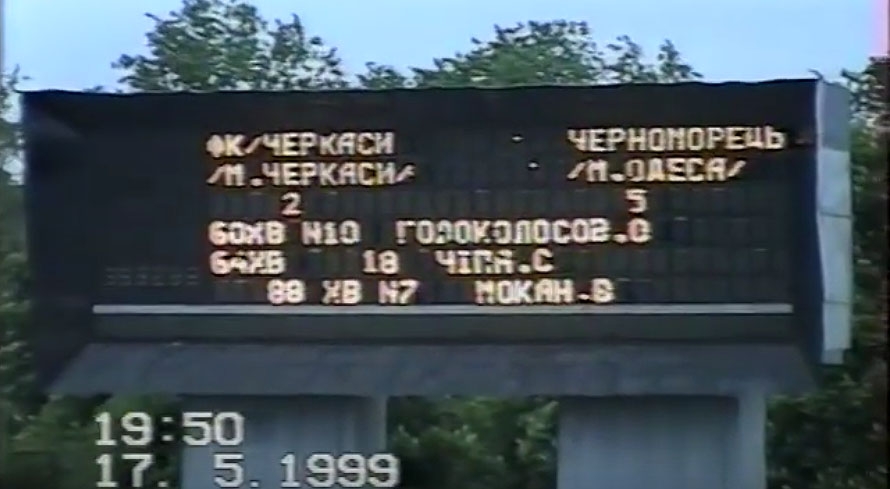 ФК/ЧЕРКАСИ ЧЕРНОМОРЕЦЬ
/М.ЧЕРКАСИ/ /М.ОДЕСА/
2 5
60ХВ N10 ГОЛОКОЛОСОВ.О
64ХВ 18 ЧІПА.С
88 ХВ N7 МОКАН.В
19:50
17. 5.1999